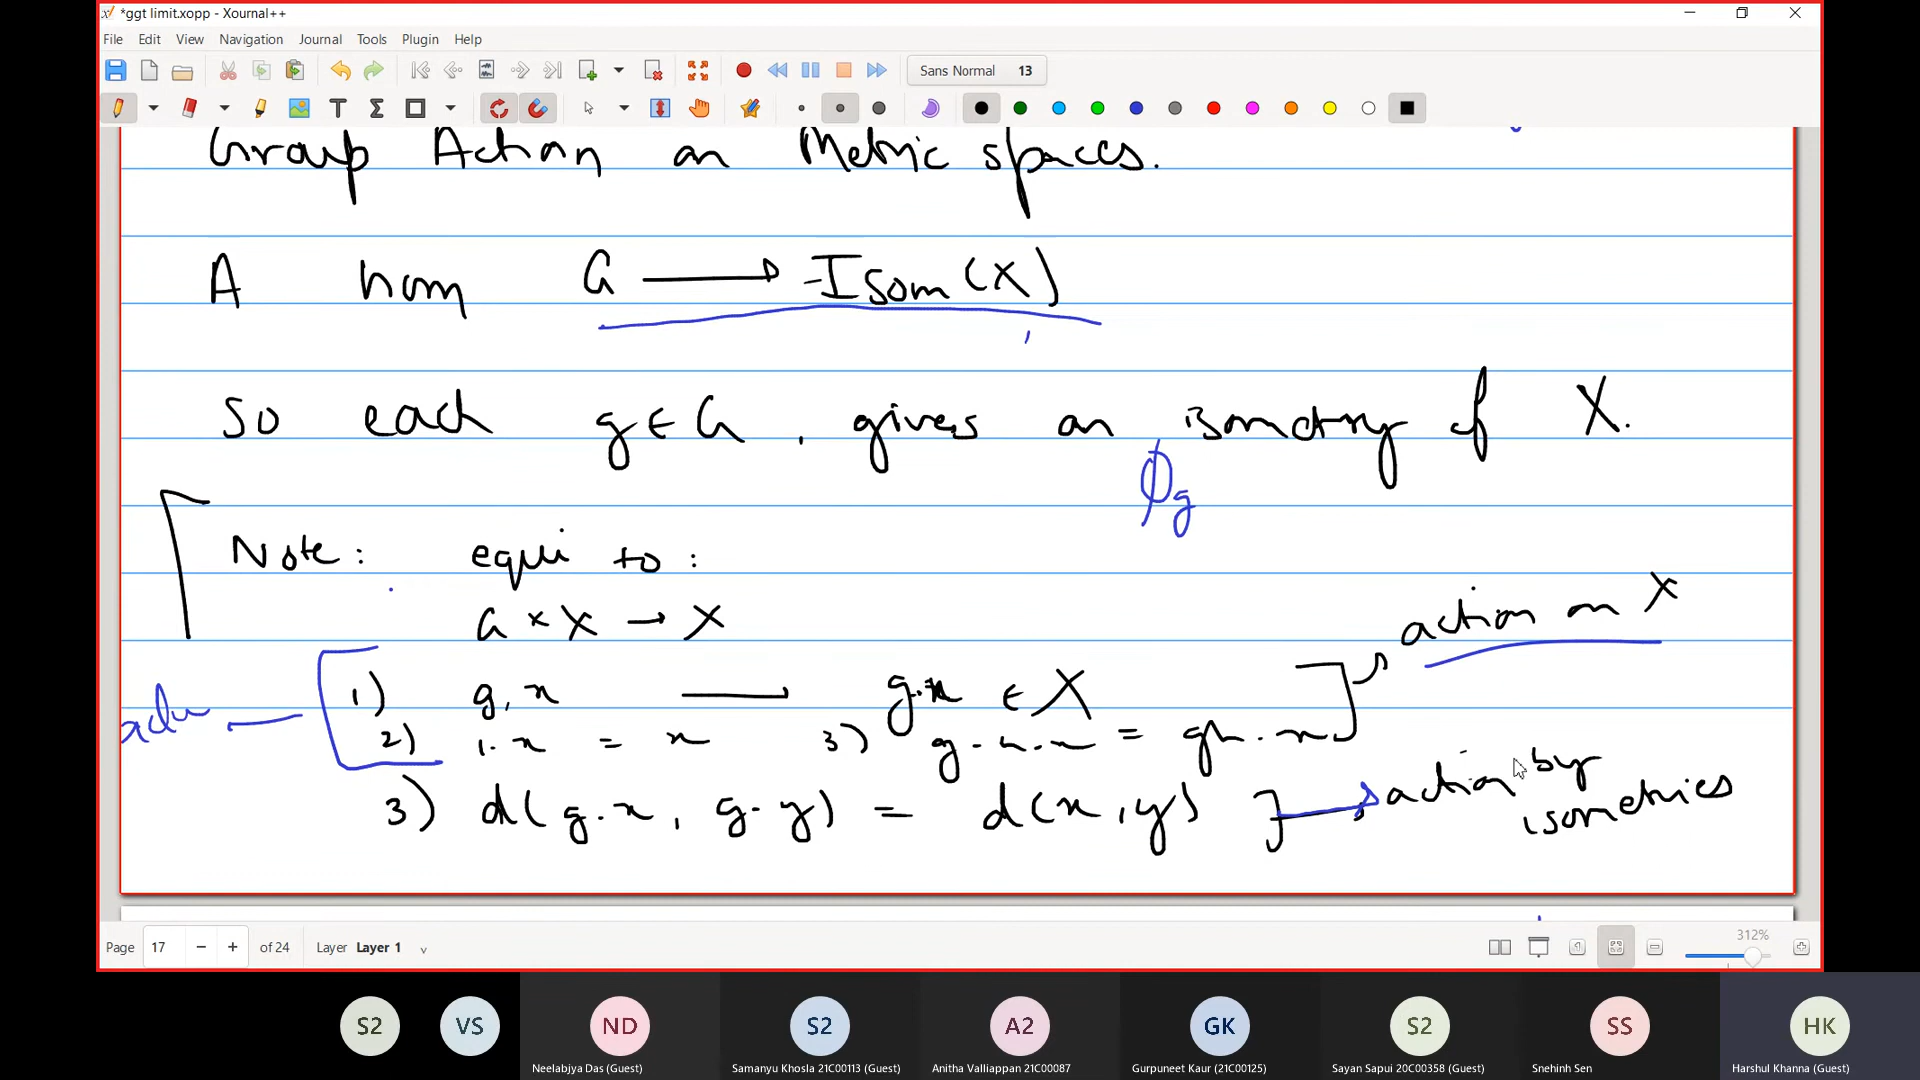 *ggt limit.xopp - Xournal++
File Edit View Navigation Journal Tools Plugin Help
Sans Normal 13
Group Action on Metric spaces.
A hom G → Isom(X)
So each g ∈ G, gives an isometry of X.
ϕg
Note: equi to:
G × X → X
action on X
1) g, x → g.x ∈ X
2) 1.x = x 3) g.h.x = gh.x
3) d(g.x, g.y) = d(x,y) } → action by isometries
Page 17 − + of 24 Layer Layer 1 312%
S2 VS ND S2 A2 GK S2 SS HK
Neelabjya Das (Guest) Samanyu Khosla 21C00113 (Guest) Anitha Valliappan 21C00087 Gurpuneet Kaur (21C00125) Sayan Sapui 20C00358 (Guest) Snehinh Sen Harshul Khanna (Guest)